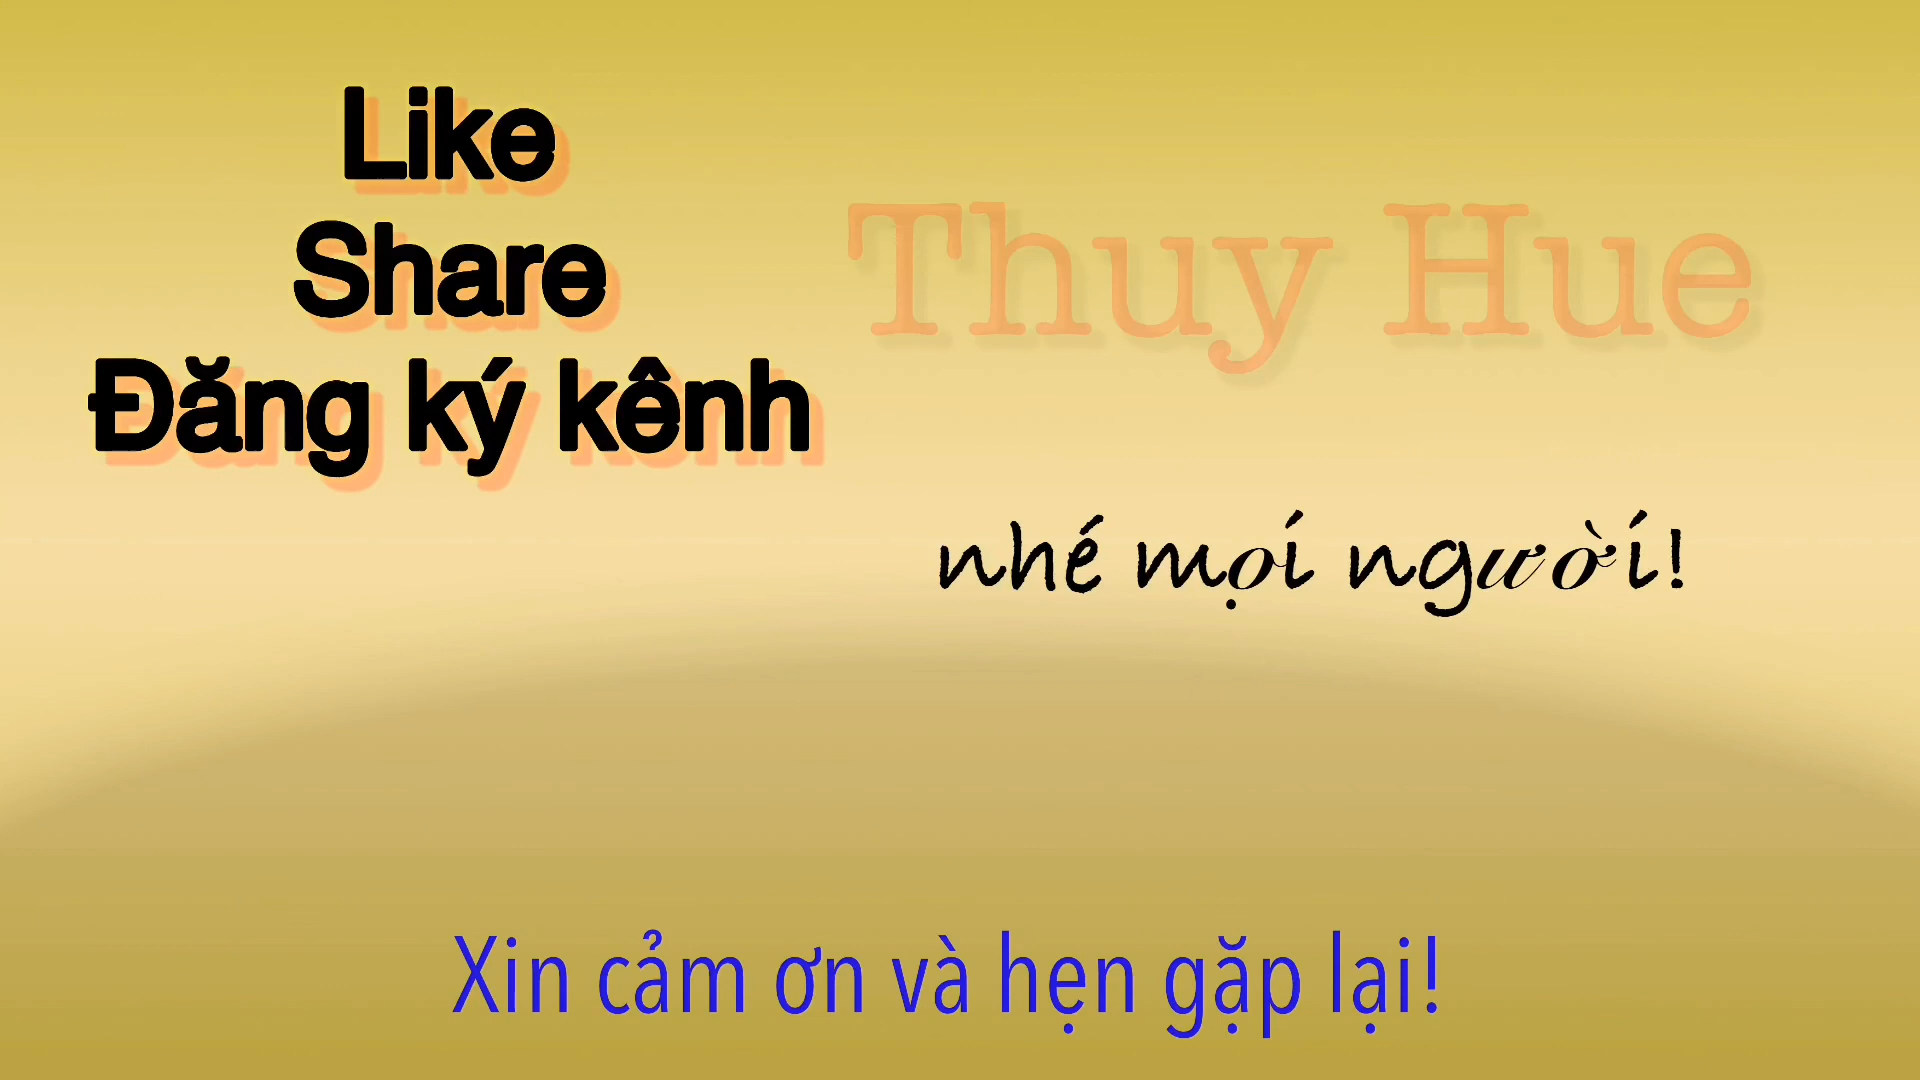 Like
Share
Đăng ký kênh
Thuy Hue
nhé mọi người!
Xin cảm ơn và hẹn gặp lại!